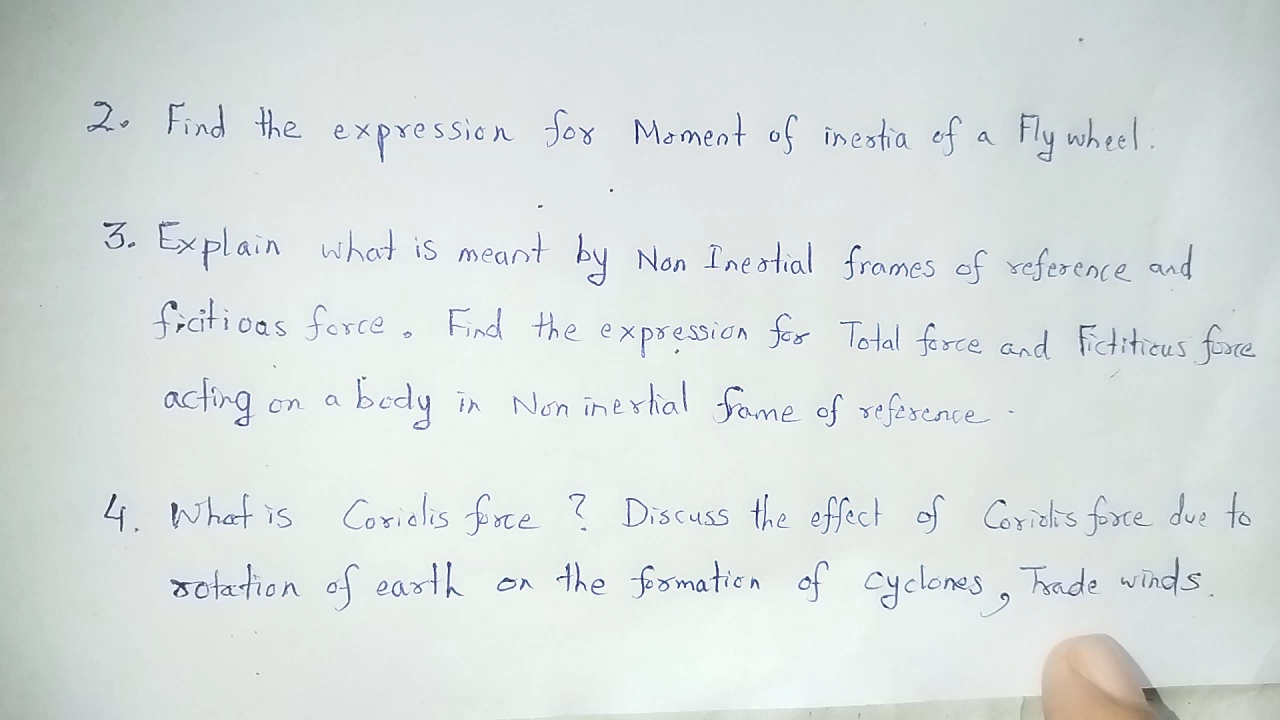 2. Find the expression for Moment of inertia of a Fly wheel.
3. Explain what is meant by Non Inertial frames of reference and
ficitious force. Find the expression for Total force and Fictitious force
acting on a body in Non inertial frame of reference.
4. What is Coriolis force? Discuss the effect of Coriolis force due to
rotation of earth on the formation of cyclones, Trade winds.